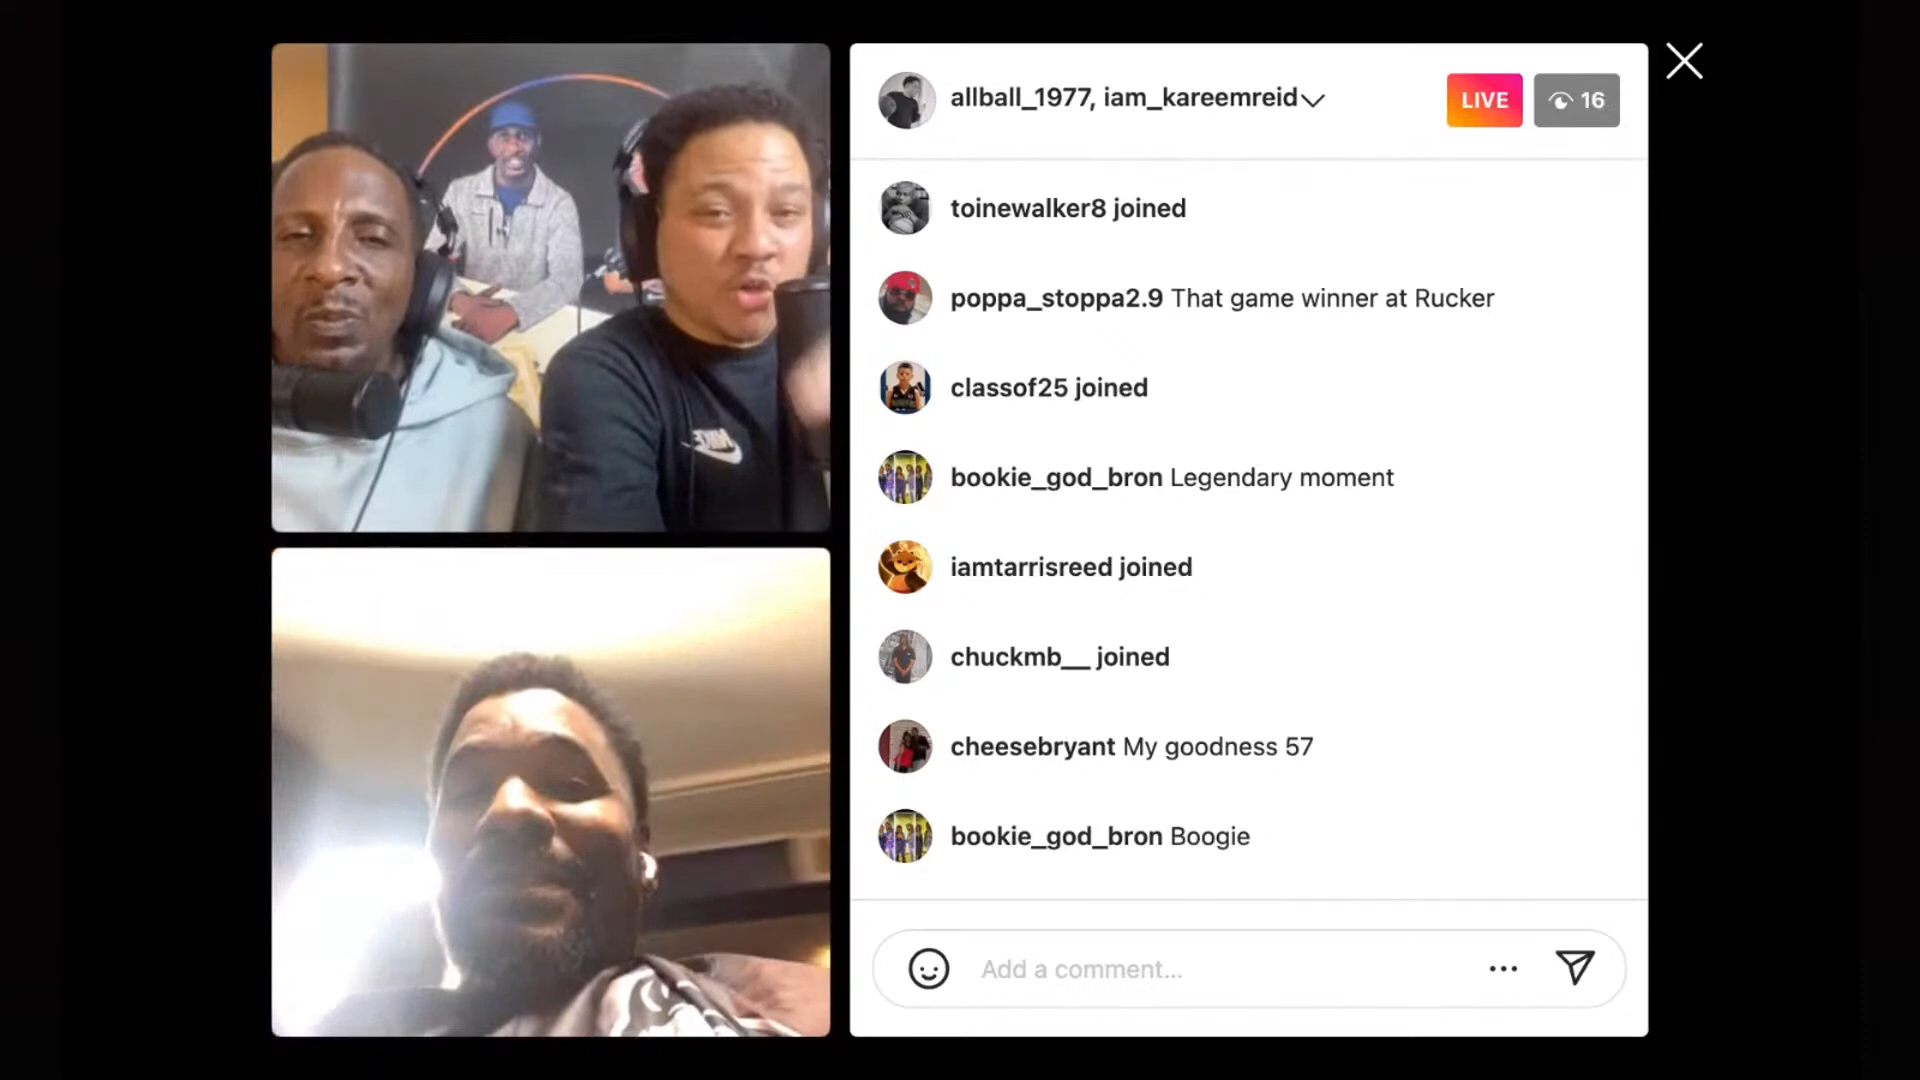 allball_1977, iam_kareemreid
LIVE
16
toinewalker8 joined
poppa_stoppa2.9 That game winner at Rucker
classof25 joined
bookie_god_bron Legendary moment
iamtarrisreed joined
chuckmb__ joined
cheesebryant My goodness 57
bookie_god_bron Boogie
Add a comment...
NIKE